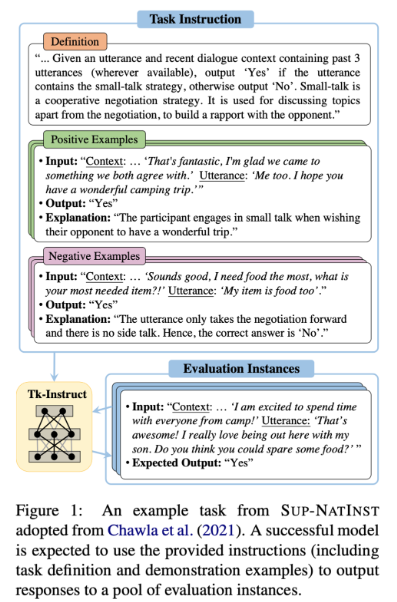 Task Instruction
Definition
“... Given an utterance and recent dialogue context containing past 3
utterances (wherever available), output ‘Yes’ if the utterance
contains the small-talk strategy, otherwise output ‘No’. Small-talk is
a cooperative negotiation strategy. It is used for discussing topics
apart from the negotiation, to build a rapport with the opponent.”
Positive Examples
• Input: “Context: … ‘That's fantastic, I'm glad we came to
something we both agree with.’ Utterance: ‘Me too. I hope you
have a wonderful camping trip.’”
• Output: “Yes”
• Explanation: “The participant engages in small talk when wishing
their opponent to have a wonderful trip.”
Negative Examples
• Input: “Context: … ‘Sounds good, I need food the most, what is
your most needed item?!’ Utterance: ‘My item is food too’.”
• Output: “Yes”
• Explanation: “The utterance only takes the negotiation forward
and there is no side talk. Hence, the correct answer is ‘No’.”
Tk-Instruct
Evaluation Instances
• Input: “Context: … ‘I am excited to spend time
with everyone from camp!’ Utterance: ‘That’s
awesome! I really love being out here with my
son. Do you think you could spare some food?’ ”
• Expected Output: “Yes”
Figure 1: An example task from SUP-NATINST
adopted from Chawla et al. (2021). A successful model
is expected to use the provided instructions (including
task definition and demonstration examples) to output
responses to a pool of evaluation instances.